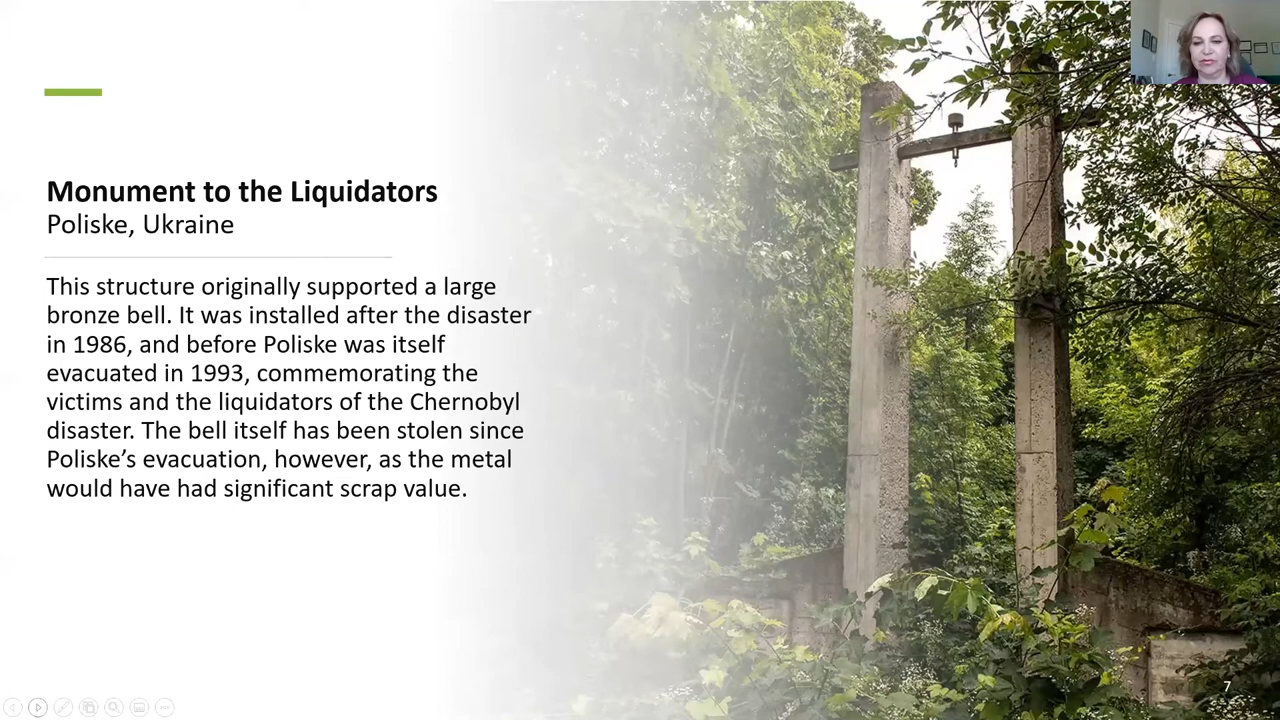 Monument to the Liquidators
Poliske, Ukraine
This structure originally supported a large
bronze bell. It was installed after the disaster
in 1986, and before Poliske was itself
evacuated in 1993, commemorating the
victims and the liquidators of the Chernobyl
disaster. The bell itself has been stolen since
Poliske’s evacuation, however, as the metal
would have had significant scrap value.
7